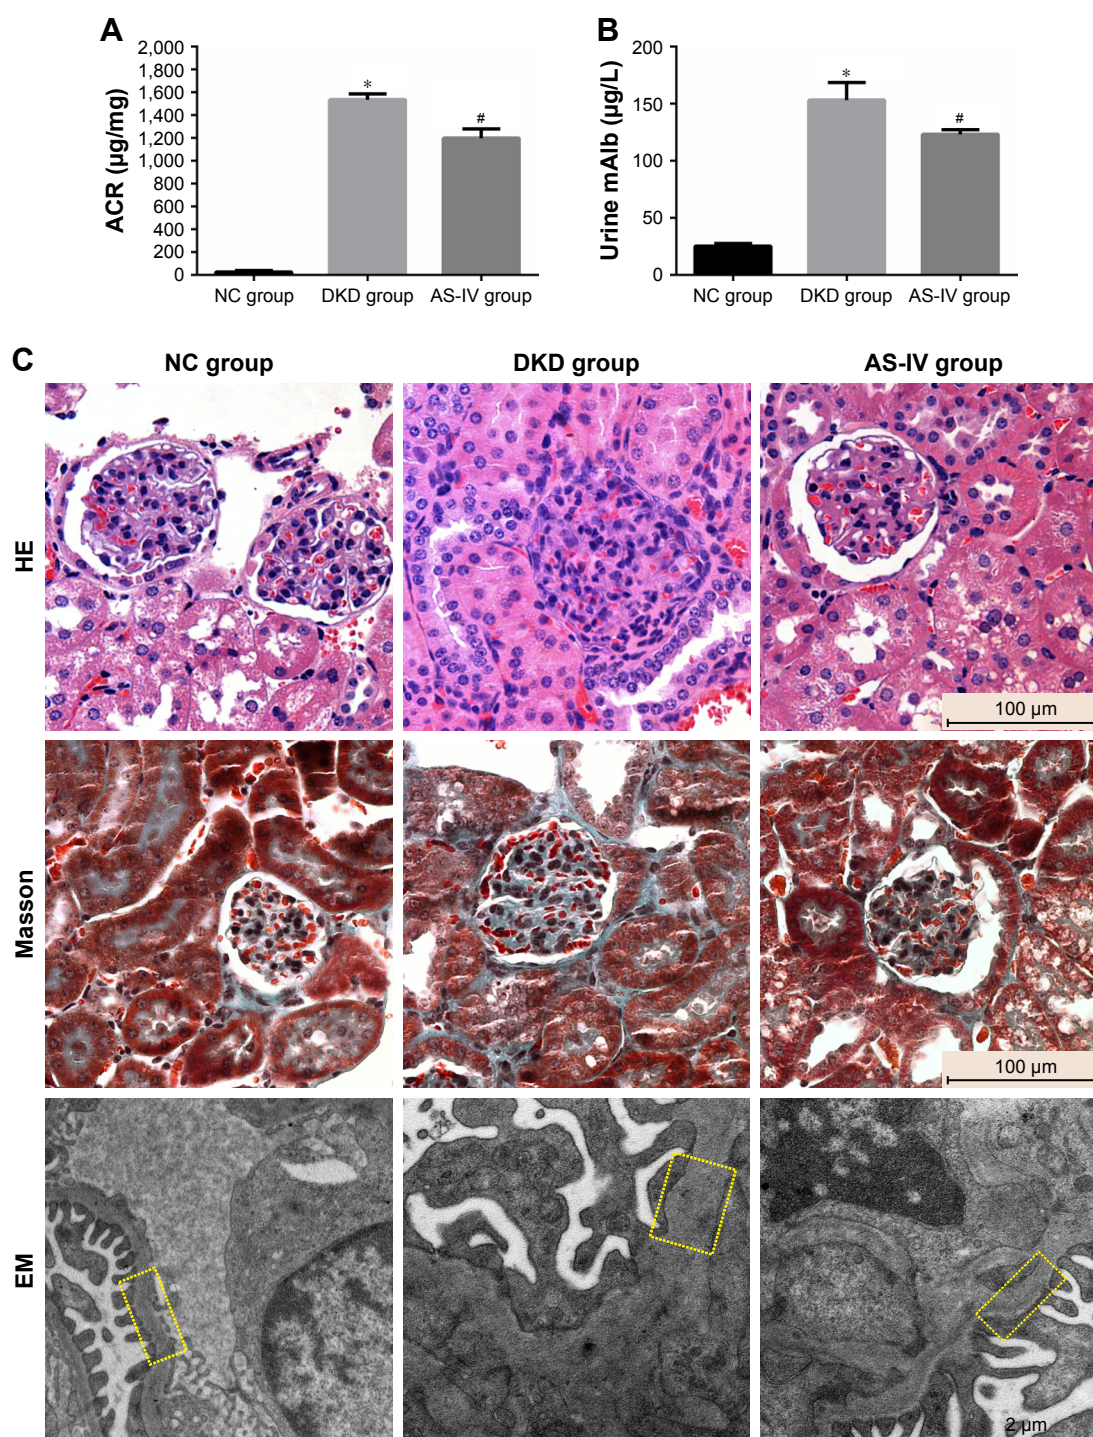 A
2,000
1,800
1,600
1,400
1,200
1,000
800
600
400
200
0
ACR (µg/mg)
*
#
NC group DKD group AS-IV group
B
200
150
100
50
0
Urine mAlb (µg/L)
*
#
NC group DKD group AS-IV group
C
NC group DKD group AS-IV group
HE
100 µm
Masson
100 µm
EM
2 µm